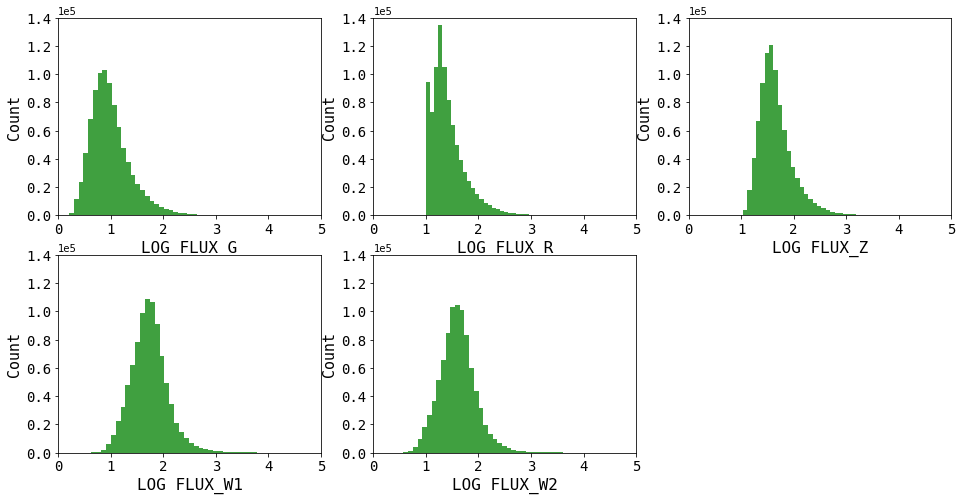 1e5 1e5 1e5
1.4 1.4 1.4
1.2 1.2 1.2
1.0 1.0 1.0
0.8 0.8 0.8
Count Count Count
0.6 0.6 0.6
0.4 0.4 0.4
0.2 0.2 0.2
0.0 0.0 0.0
0 1 2 3 4 5 0 1 2 3 4 5 0 1 2 3 4 5
LOG FLUX G LOG FLUX R LOG FLUX_Z
1e5 1e5
1.4 1.4
1.2 1.2
1.0 1.0
0.8 0.8
Count Count
0.6 0.6
0.4 0.4
0.2 0.2
0.0 0.0
0 1 2 3 4 5 0 1 2 3 4 5
LOG FLUX_W1 LOG FLUX_W2